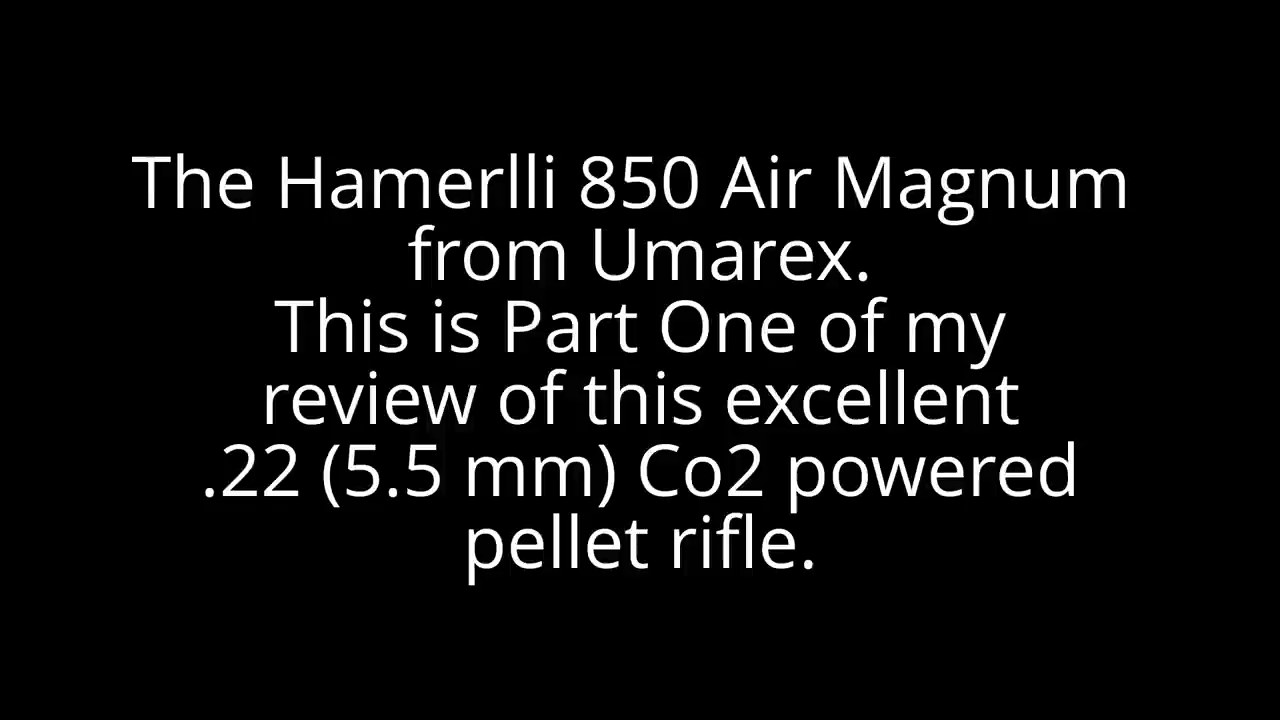 The Hamerlli 850 Air Magnum
from Umarex.
This is Part One of my
review of this excellent
.22 (5.5 mm) Co2 powered
pellet rifle.